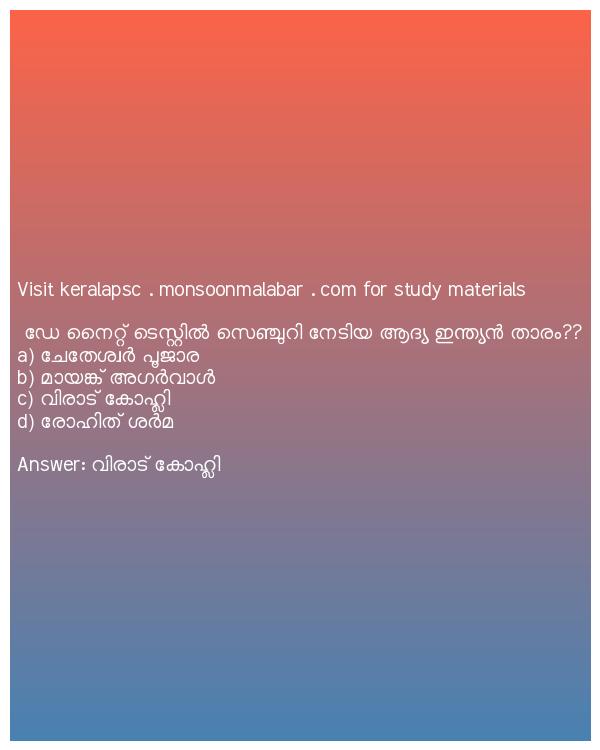 Visit keralapsc . monsoonmalabar . com for study materials
ഡേ നൈറ്റ് ടെസ്റ്റിൽ സെഞ്ചുറി നേടിയ ആദ്യ ഇന്ത്യൻ താരം??
a) ചേതേശ്വർ പൂജാര
b) മായങ്ക് അഗർവാൾ
c) വിരാട് കോഹ്ലി
d) രോഹിത് ശർമ
Answer: വിരാട് കോഹ്ലി